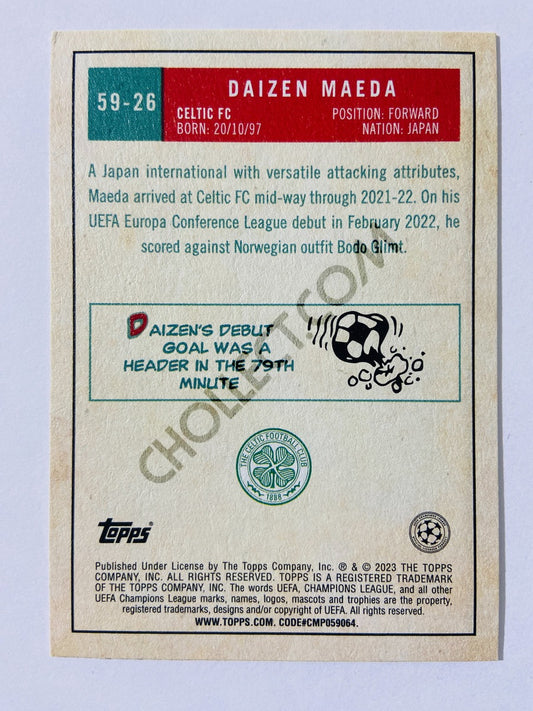 59-26
DAIZEN MAEDA
CELTIC FC
POSITION: FORWARD
BORN: 20/10/97
NATION: JAPAN
A Japan international with versatile attacking attributes,
Maeda arrived at Celtic FC mid-way through 2021-22. On his
UEFA Europa Conference League debut in February 2022, he
scored against Norwegian outfit Bodo Glimt.
DAIZEN'S DEBUT
GOAL WAS A
HEADER IN THE 79TH
MINUTE
CHOLLECT.COM
THE CELTIC FOOTBALL CLUB
1888
topps®
Published Under License by The Topps Company, Inc. ® & © 2023 THE TOPPS
COMPANY, INC. ALL RIGHTS RESERVED. TOPPS IS A REGISTERED TRADEMARK
OF THE TOPPS COMPANY, INC. The words UEFA, CHAMPIONS LEAGUE, and all other
UEFA Champions League marks, names, logos, mascots and trophies are the property,
registered trademarks, designs and/or copyright of UEFA. All rights reserved.
WWW.TOPPS.COM. CODE#CMP059064.